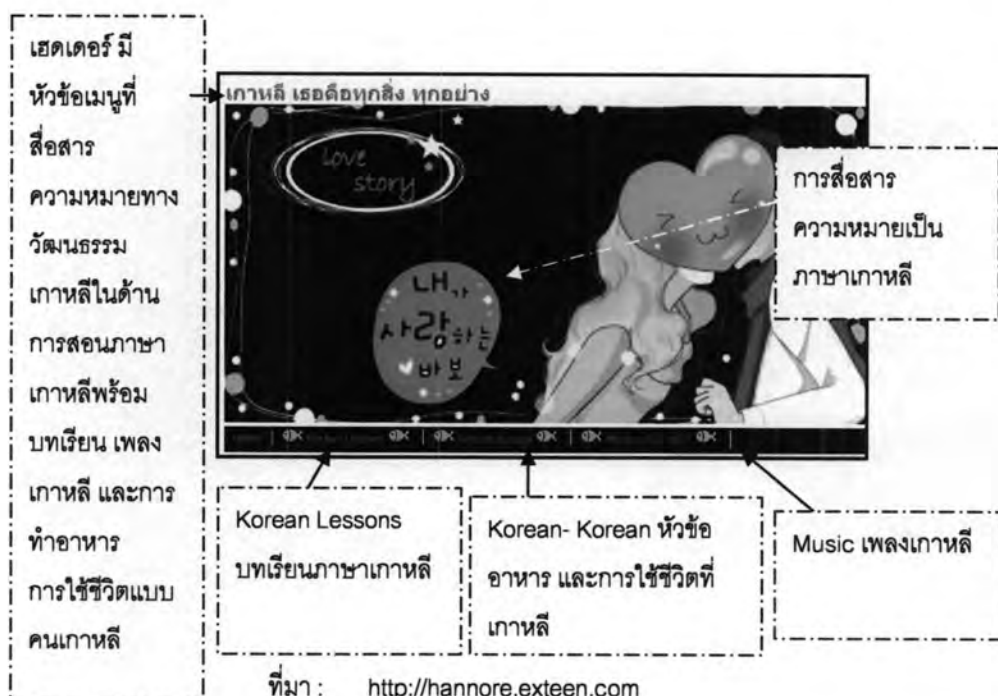 เฮดเดอร์ มี
หัวข้อเมนูที่
สื่อสาร
ความหมายทาง
วัฒนธรรม
เกาหลีในด้าน
การสอนภาษา
เกาหลีพร้อม
บทเรียน เพลง
เกาหลี และการ
ทำอาหาร
การใช้ชีวิตแบบ
คนเกาหลี
เกาหลี เธอคือทุกสิ่ง ทุกอย่าง
love
story
내가
사랑하는
바보
การสื่อสาร
ความหมายเป็น
ภาษาเกาหลี
Korean Lessons
บทเรียนภาษาเกาหลี
Korean- Korean หัวข้อ
อาหาร และการใช้ชีวิตที่
เกาหลี
Music เพลงเกาหลี
ที่มา : http://hannore.exteen.com